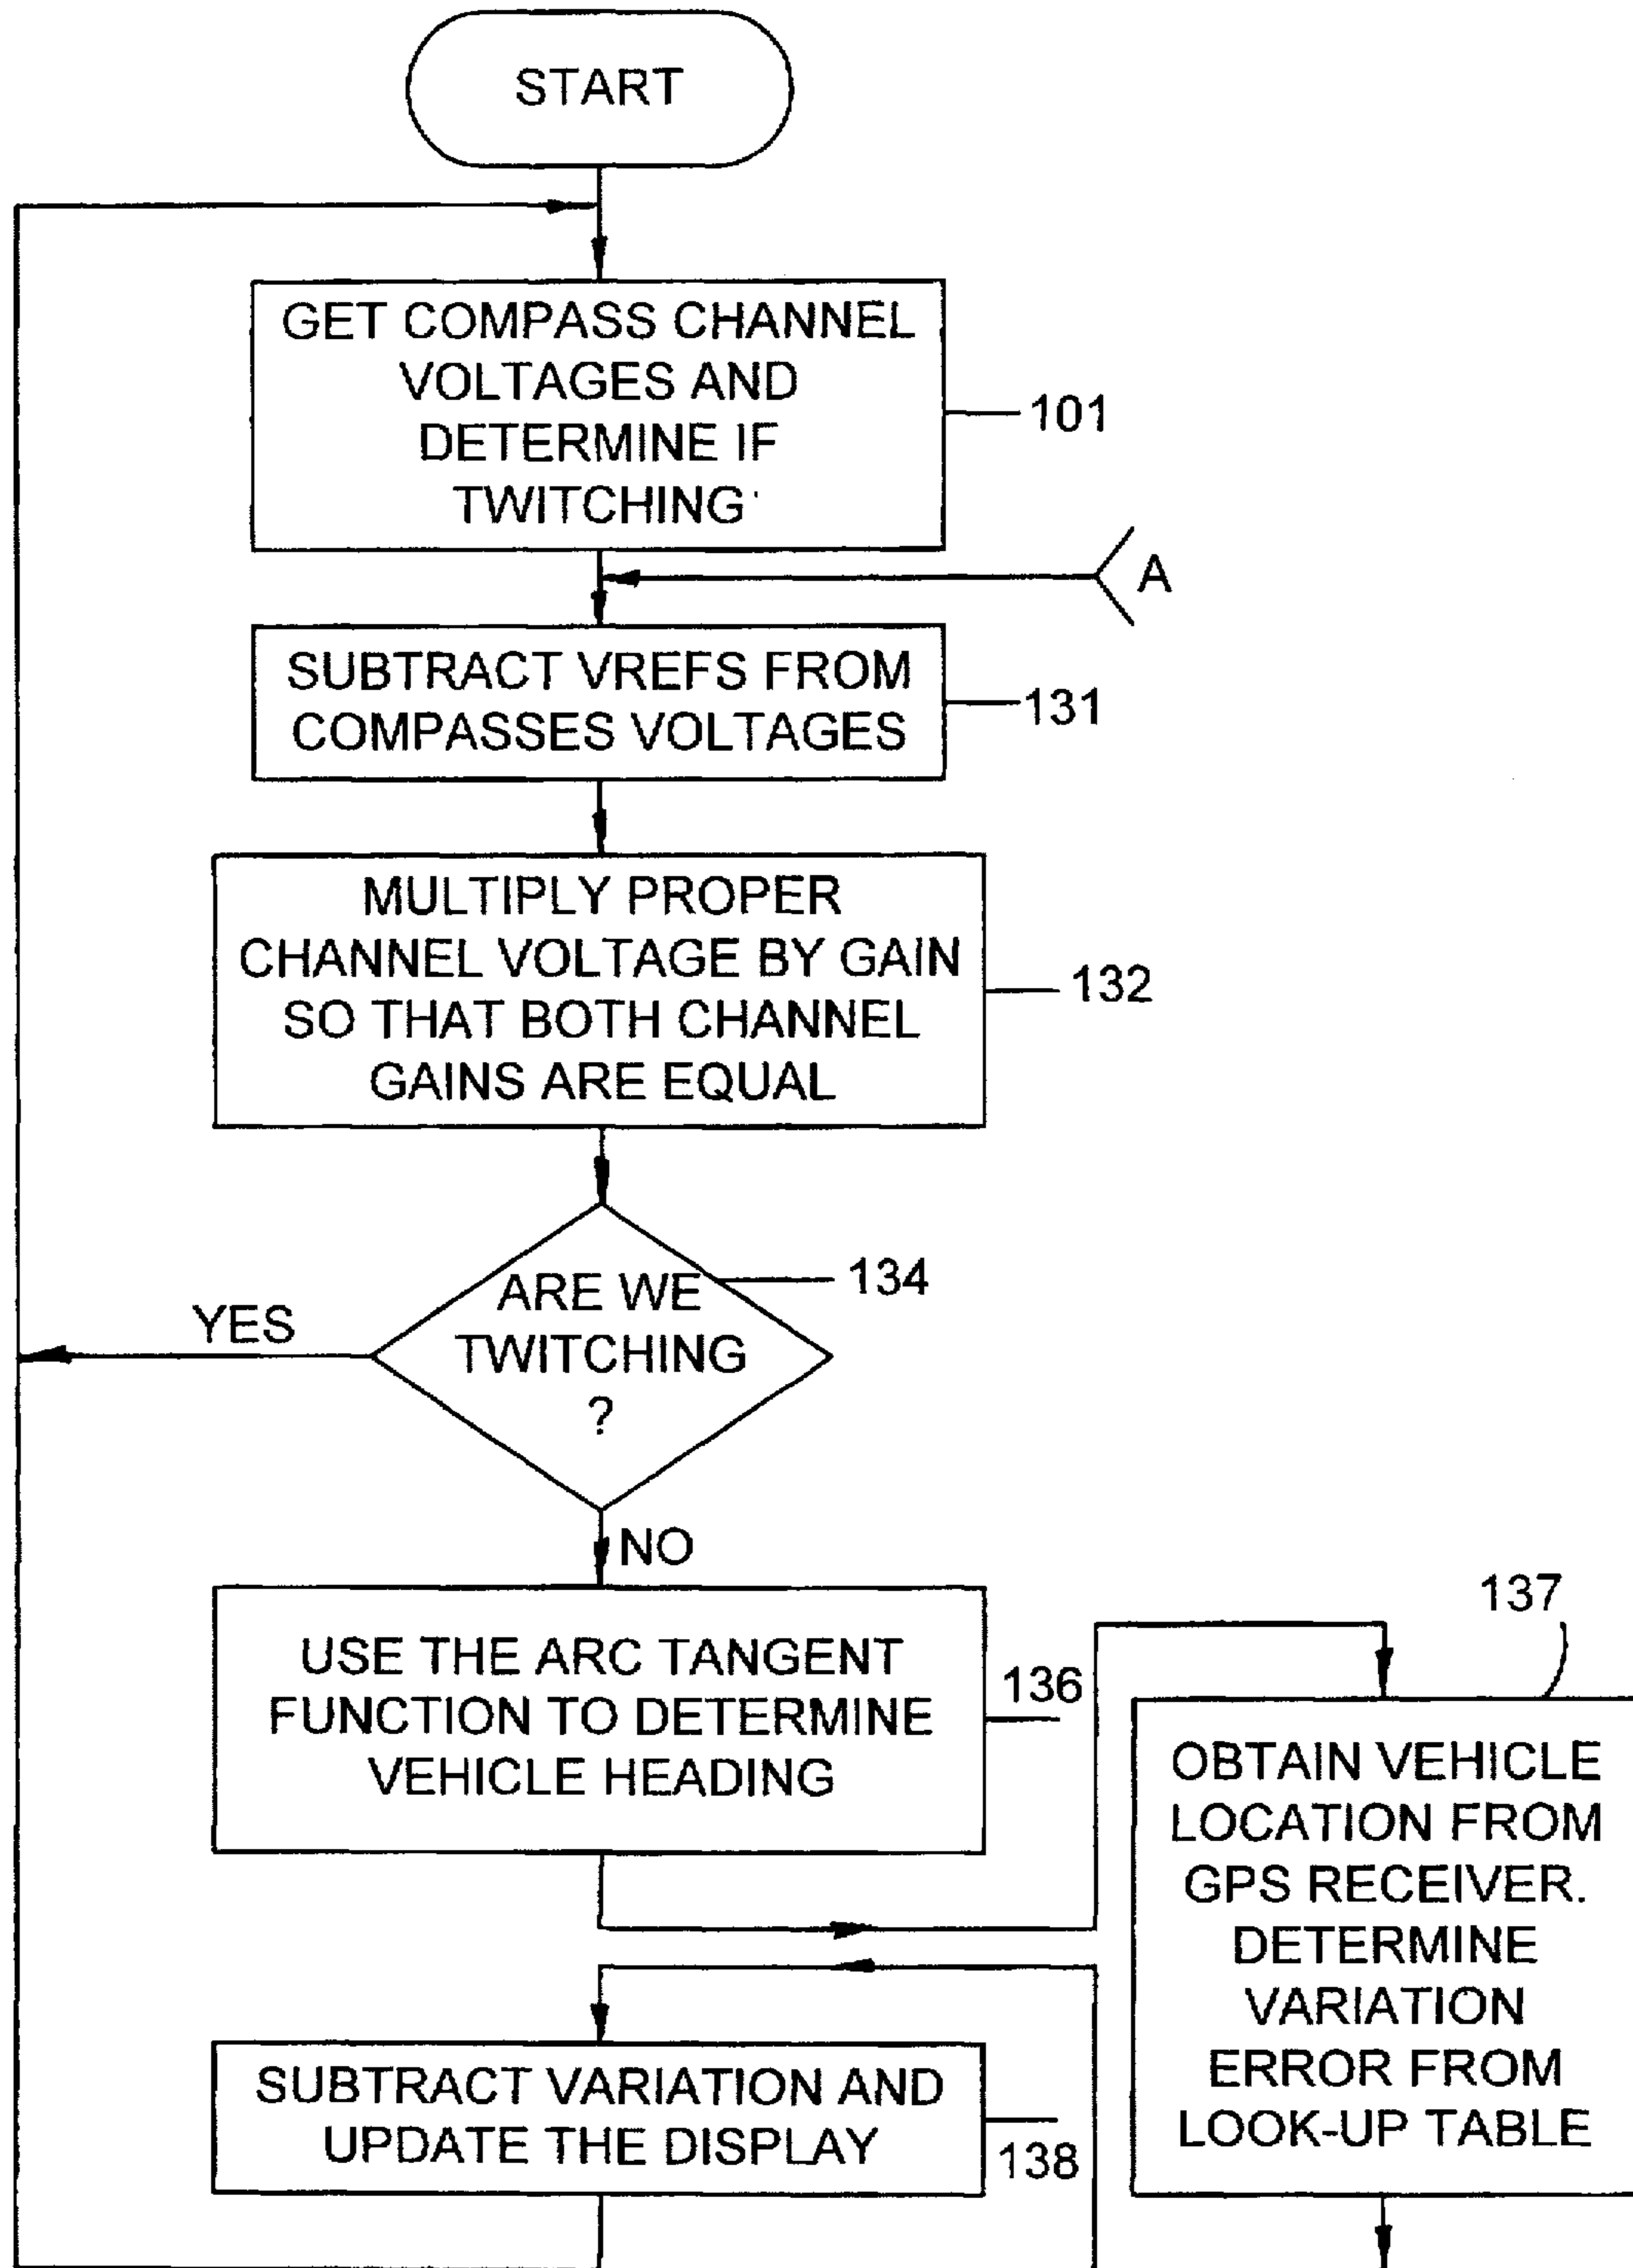 START
GET COMPASS CHANNEL
VOLTAGES AND
DETERMINE IF
TWITCHING
101
A
SUBTRACT VREFS FROM
COMPASSES VOLTAGES
131
MULTIPLY PROPER
CHANNEL VOLTAGE BY GAIN
SO THAT BOTH CHANNEL
GAINS ARE EQUAL
132
ARE WE
TWITCHING
?
134
YES
NO
USE THE ARC TANGENT
FUNCTION TO DETERMINE
VEHICLE HEADING
136
137
OBTAIN VEHICLE
LOCATION FROM
GPS RECEIVER.
DETERMINE
VARIATION
ERROR FROM
LOOK-UP TABLE
SUBTRACT VARIATION AND
UPDATE THE DISPLAY
138